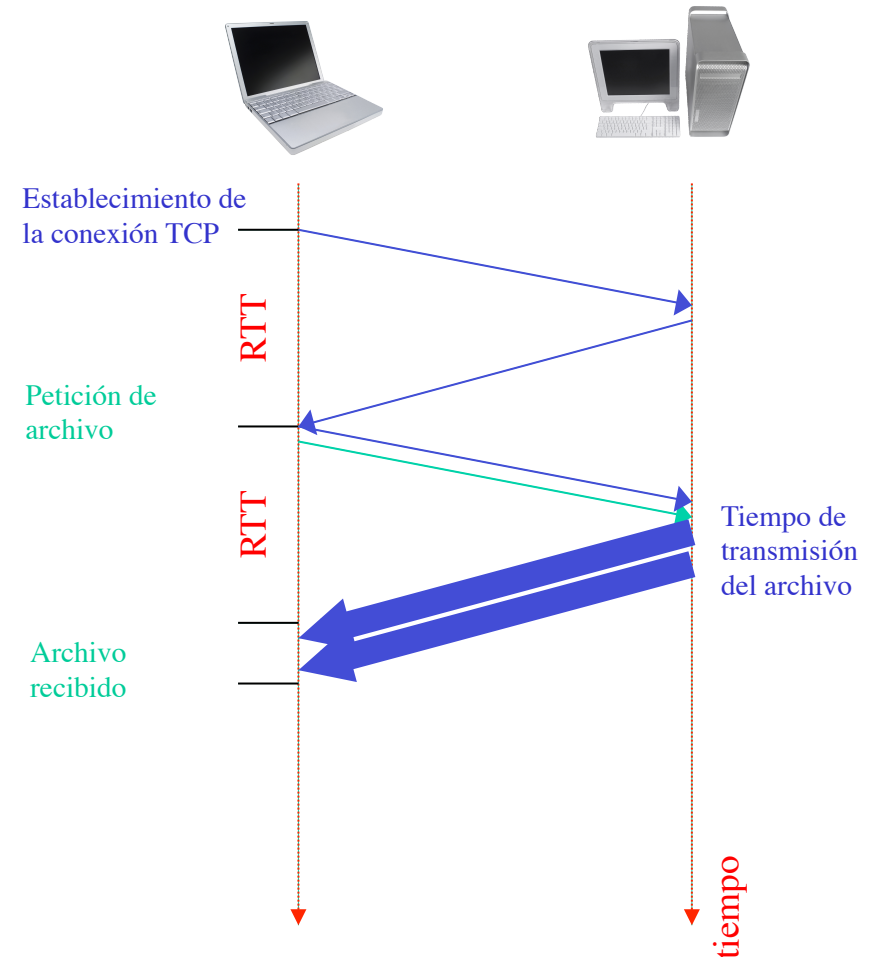 Establecimiento de
la conexión TCP
RTT
Petición de
archivo
RTT
Tiempo de
transmisión
del archivo
Archivo
recibido
tiempo